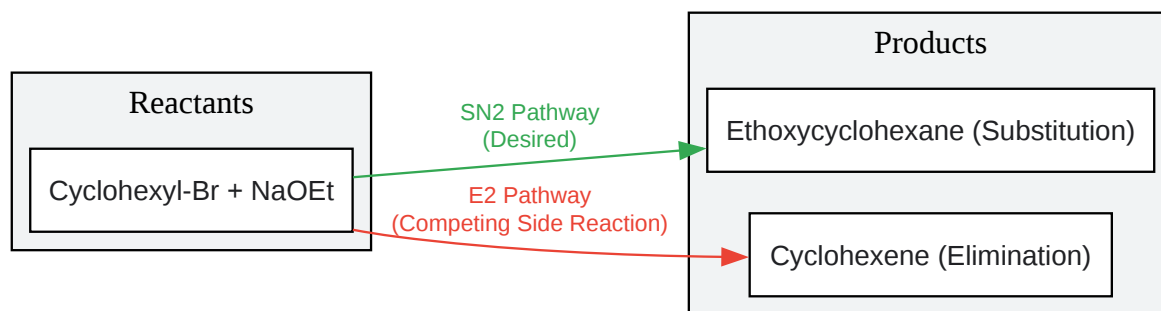 Reactants
Cyclohexyl-Br + NaOEt
SN2 Pathway
(Desired)
E2 Pathway
(Competing Side Reaction)
Products
Ethoxycyclohexane (Substitution)
Cyclohexene (Elimination)